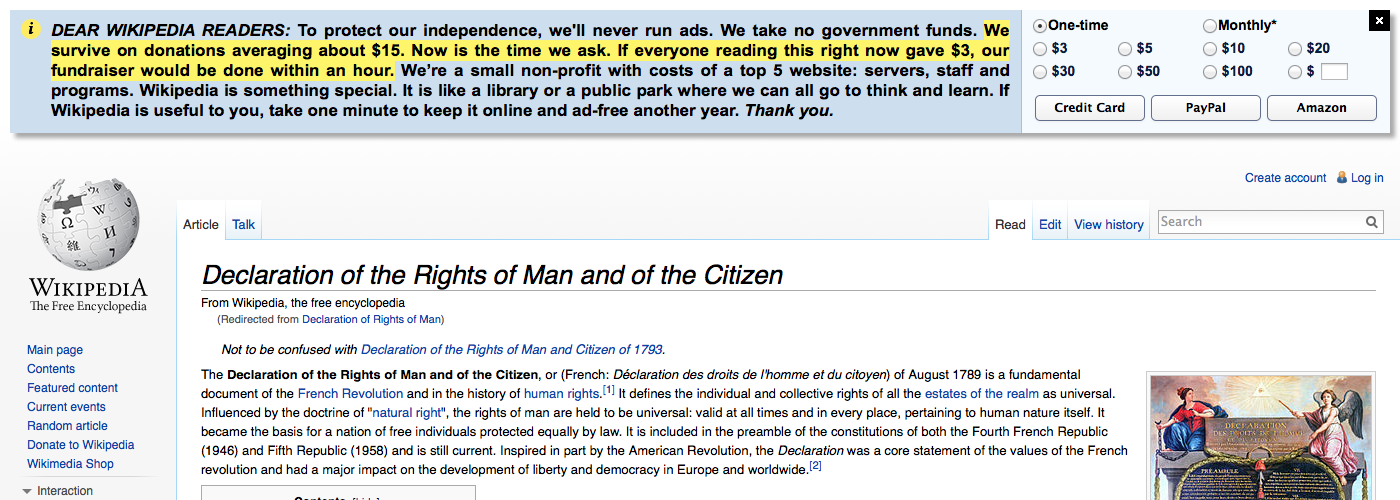 DEAR WIKIPEDIA READERS: To protect our independence, we'll never run ads. We take no government funds. We
survive on donations averaging about $15. Now is the time we ask. If everyone reading this right now gave $3, our
fundraiser would be done within an hour. We're a small non-profit with costs of a top 5 website: servers, staff and
programs. Wikipedia is something special. It is like a library or a public park where we can all go to think and learn. If
Wikipedia is useful to you, take one minute to keep it online and ad-free another year. Thank you.
One-time Monthly*
$3 $5 $10 $20
$30 $50 $100 $
Credit Card PayPal Amazon
Create account Log in
Article Talk
Read Edit View history Search
WIKIPEDIA
The Free Encyclopedia
Main page
Contents
Featured content
Current events
Random article
Donate to Wikipedia
Wikimedia Shop
Interaction
Declaration of the Rights of Man and of the Citizen
From Wikipedia, the free encyclopedia
(Redirected from Declaration of Rights of Man)
Not to be confused with Declaration of the Rights of Man and Citizen of 1793.
The Declaration of the Rights of Man and of the Citizen, or (French: Déclaration des droits de l'homme et du citoyen) of August 1789 is a fundamental
document of the French Revolution and in the history of human rights.[1] It defines the individual and collective rights of all the estates of the realm as universal.
Influenced by the doctrine of "natural right", the rights of man are held to be universal: valid at all times and in every place, pertaining to human nature itself. It
became the basis for a nation of free individuals protected equally by law. It is included in the preamble of the constitutions of both the Fourth French Republic
(1946) and Fifth Republic (1958) and is still current. Inspired in part by the American Revolution, the Declaration was a core statement of the values of the French
revolution and had a major impact on the development of liberty and democracy in Europe and worldwide.[2]
DECLARATION
DES DROITS DE L'HOMME
PREAMBULE